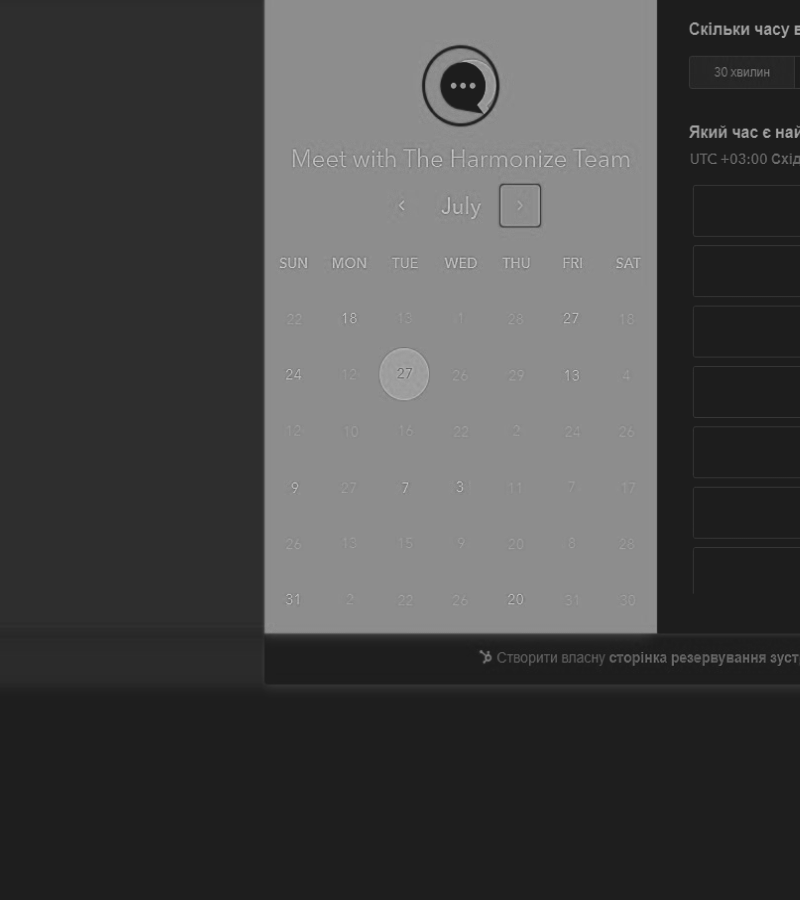 Meet with The Harmonize Team
July
SUN MON TUE WED THU FRI SAT
22 18 13 1 28 27 18
24 12 27 26 29 13 4
12 10 16 22 2 24 26
9 27 7 3 11 7 17
26 13 15 9 20 8 28
31 2 22 26 20 31 30
Скільки часу
30 хвилин
Який час є
UTC +03:00
Створити власну сторінка резервування